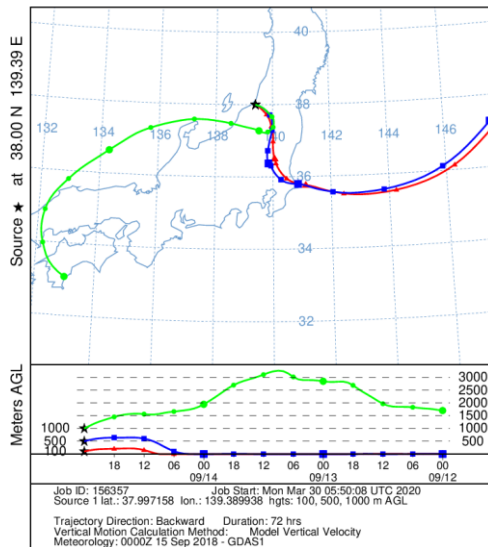 Source ★ at 38.00 N 139.39 E
40
38
132
134
136
138
140
142
144
146
36
34
32
Meters AGL
3000
2500
2000
1500
1000
500
1000
500
100
18 12 06 00 18 12 06 00 18 12 06 00
09/14 09/13 09/12
Job ID: 156357 Job Start: Mon Mar 30 05:50:08 UTC 2020
Source 1 lat.: 37.997158 lon.: 139.389938 hgts: 100, 500, 1000 m AGL
Trajectory Direction: Backward Duration: 72 hrs
Vertical Motion Calculation Method: Model Vertical Velocity
Meteorology: 0000Z 15 Sep 2018 - GDAS1